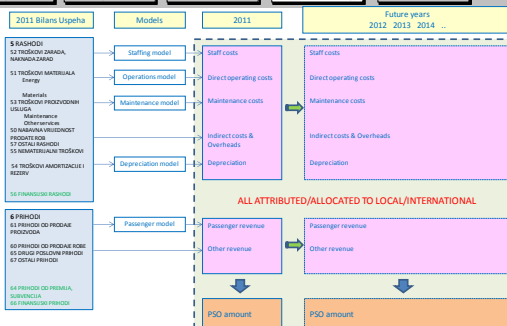 2011 Bilans Uspeha
Models
2011
Future years
2012 2013 2014 ..
5 RASHODI
52 TROŠKOVI ZARADA,
NAKNADA ZARAD
51 TROŠKOVI MATERIJALA
Energy
Materials
53 TROŠKOVI PROIZVODNIH
USLUGA
Maintenance
Other services
50 NABAVNA VRIJEDNOST
PRODATE ROB
57 OSTALI RASHODI
55 NEMATERIJALNI TROŠKOVI
54 TROŠKOVI AMORTIZACIJE I
REZERV
56 FINANSIJSKI RASHODI
Staffing model
Operations model
Maintenance model
Depreciation model
Staff costs
Direct operating costs
Maintenance costs
Indirect costs &
Overheads
Depreciation
Staff costs
Direct operating costs
Maintenance costs
Indirect costs & Overheads
Depreciation
ALL ATTRIBUTED/ALLOCATED TO LOCAL/INTERNATIONAL
6 PRIHODI
61 PRIHODI OD PRODAJE
PROIZVODA
60 PRIHODI OD PRODAJE ROBE
65 DRUGI POSLOVNI PRIHODI
67 OSTALI PRIHODI
64 PRIHODI OD PREMIJA,
SUBVENCIJA
66 FINANSIJSKI PRIHODI
Passenger model
Passenger revenue
Other revenue
Passenger revenue
Other revenue
PSO amount
PSO amount